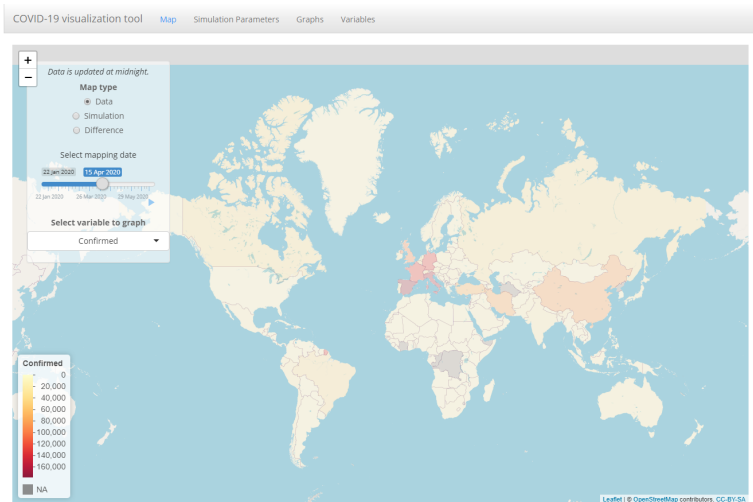 COVID-19 visualization tool Map Simulation Parameters Graphs Variables
+
−
Data is updated at midnight.
Map type
Data
Simulation
Difference
Select mapping date
22 Jan 2020 15 Apr 2020
22 Jan 2020 26 Mar 2020 29 May 2020
Select variable to graph
Confirmed
Confirmed
0
20,000
40,000
60,000
80,000
100,000
120,000
140,000
160,000
NA
Leaflet | © OpenStreetMap contributors, CC-BY-SA